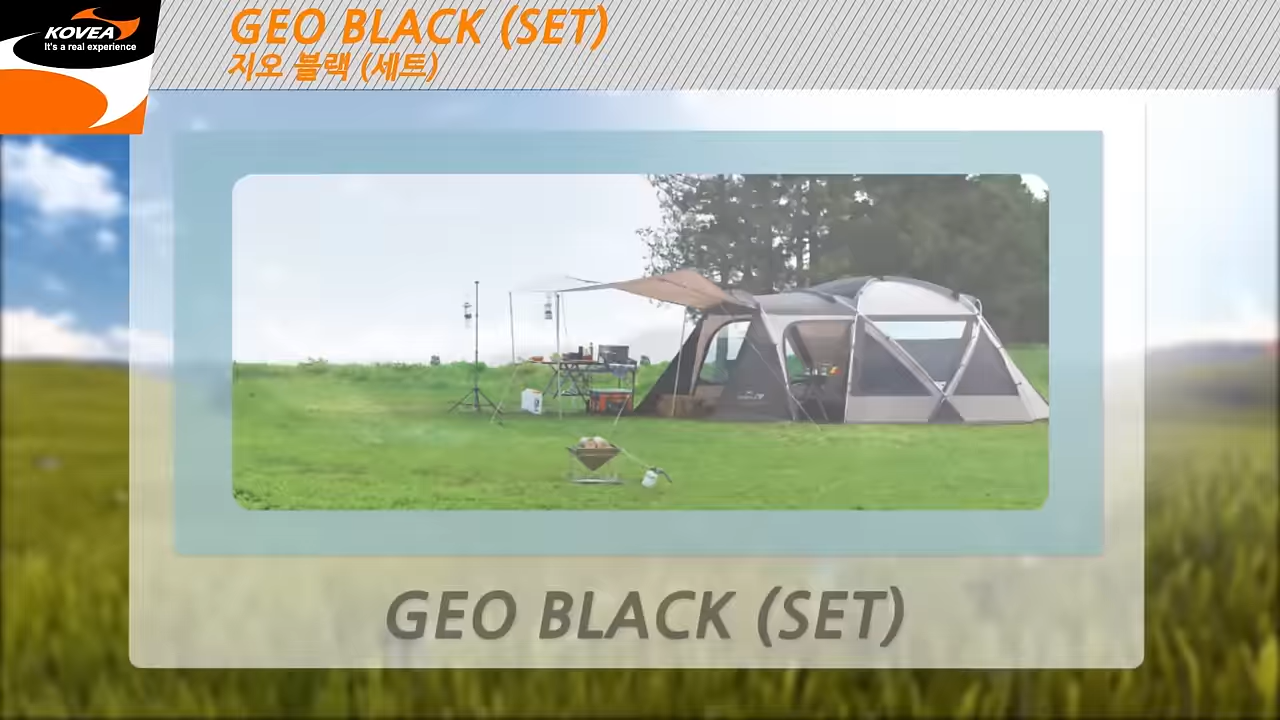 KOVEA
It's a real experience
GEO BLACK (SET)
지오 블랙 (세트)
GEO BLACK (SET)